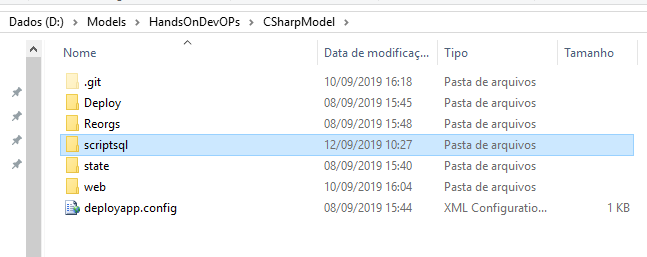 Dados (D:) > Models > HandsOnDevOPs > CSharpModel >
Nome Data de modificaç... Tipo Tamanho
.git 10/09/2019 16:18 Pasta de arquivos
Deploy 08/09/2019 15:45 Pasta de arquivos
Reorgs 08/09/2019 15:48 Pasta de arquivos
scriptsql 12/09/2019 10:27 Pasta de arquivos
state 08/09/2019 15:40 Pasta de arquivos
web 10/09/2019 16:04 Pasta de arquivos
deployapp.config 08/09/2019 15:44 XML Configuratio... 1 KB